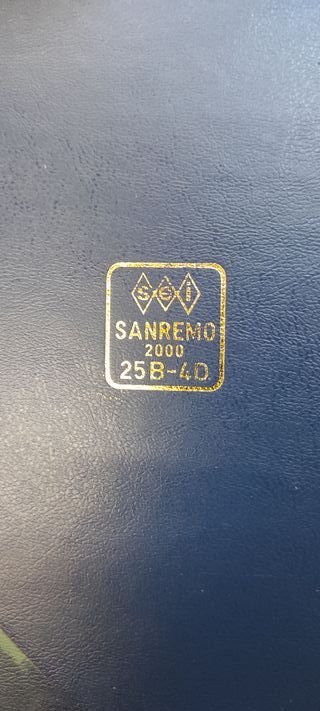 SEI
SANREMO
2000
25B-4D